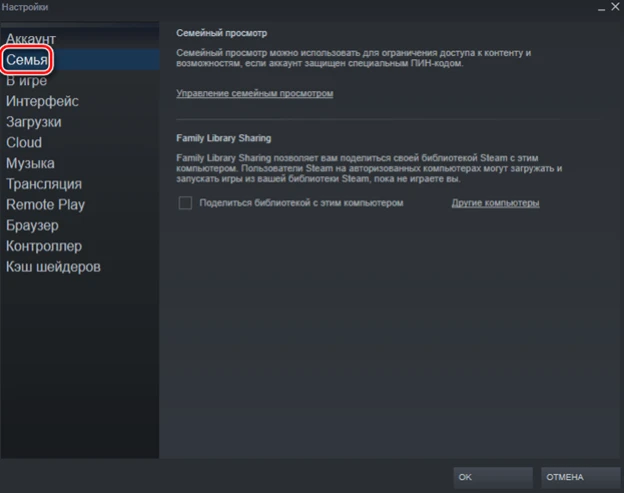 Настройки
Аккаунт
Семья
В игре
Интерфейс
Загрузки
Cloud
Музыка
Трансляция
Remote Play
Браузер
Контроллер
Кэш шейдеров
Семейный просмотр
Семейный просмотр можно использовать для ограничения доступа к контенту и
возможностям, если аккаунт защищен специальным ПИН-кодом.
Управление семейным просмотром
Family Library Sharing
Family Library Sharing позволяет вам поделиться своей библиотекой Steam с этим
компьютером. Пользователи Steam на авторизованных компьютерах могут загружать и
запускать игры из вашей библиотеки Steam, пока не играете вы.
Поделиться библиотекой с этим компьютером
Другие компьютеры
OK
ОТМЕНА